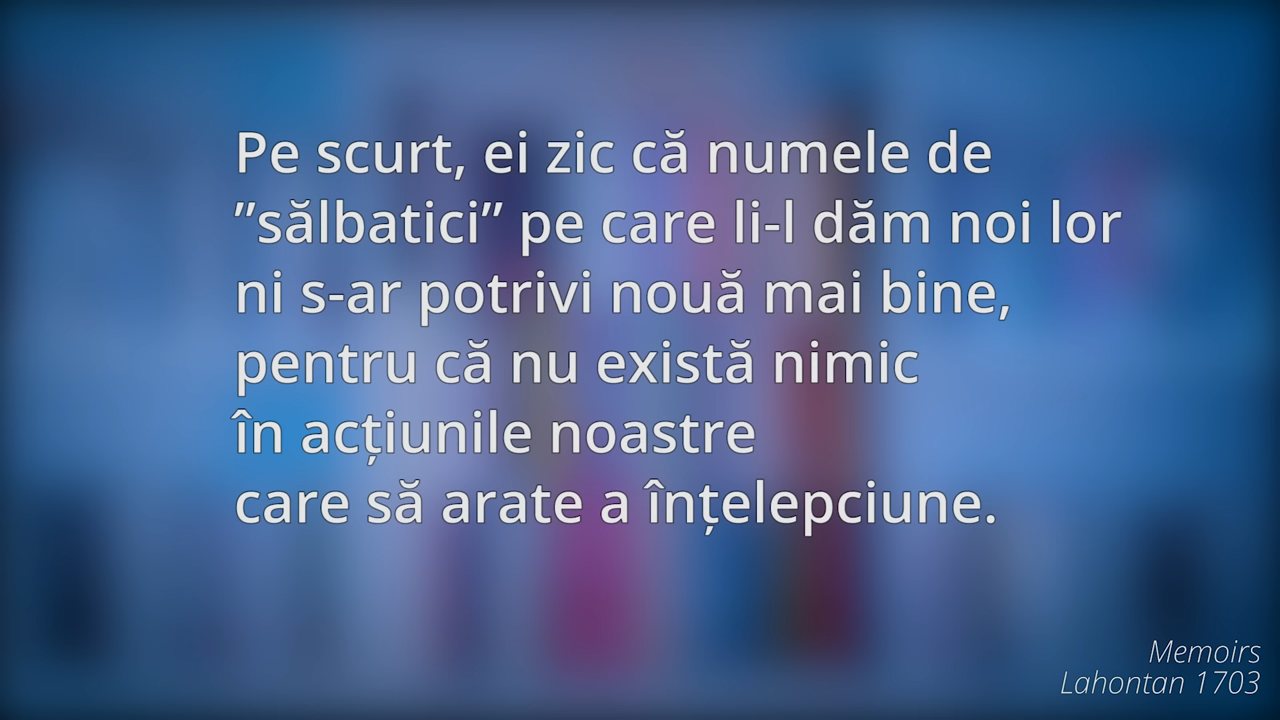 Pe scurt, ei zic că numele de
”sălbatici” pe care li-l dăm noi lor
ni s-ar potrivi nouă mai bine,
pentru că nu există nimic
în acțiunile noastre
care să arate a înțelepciune.
Memoirs
Lahontan 1703